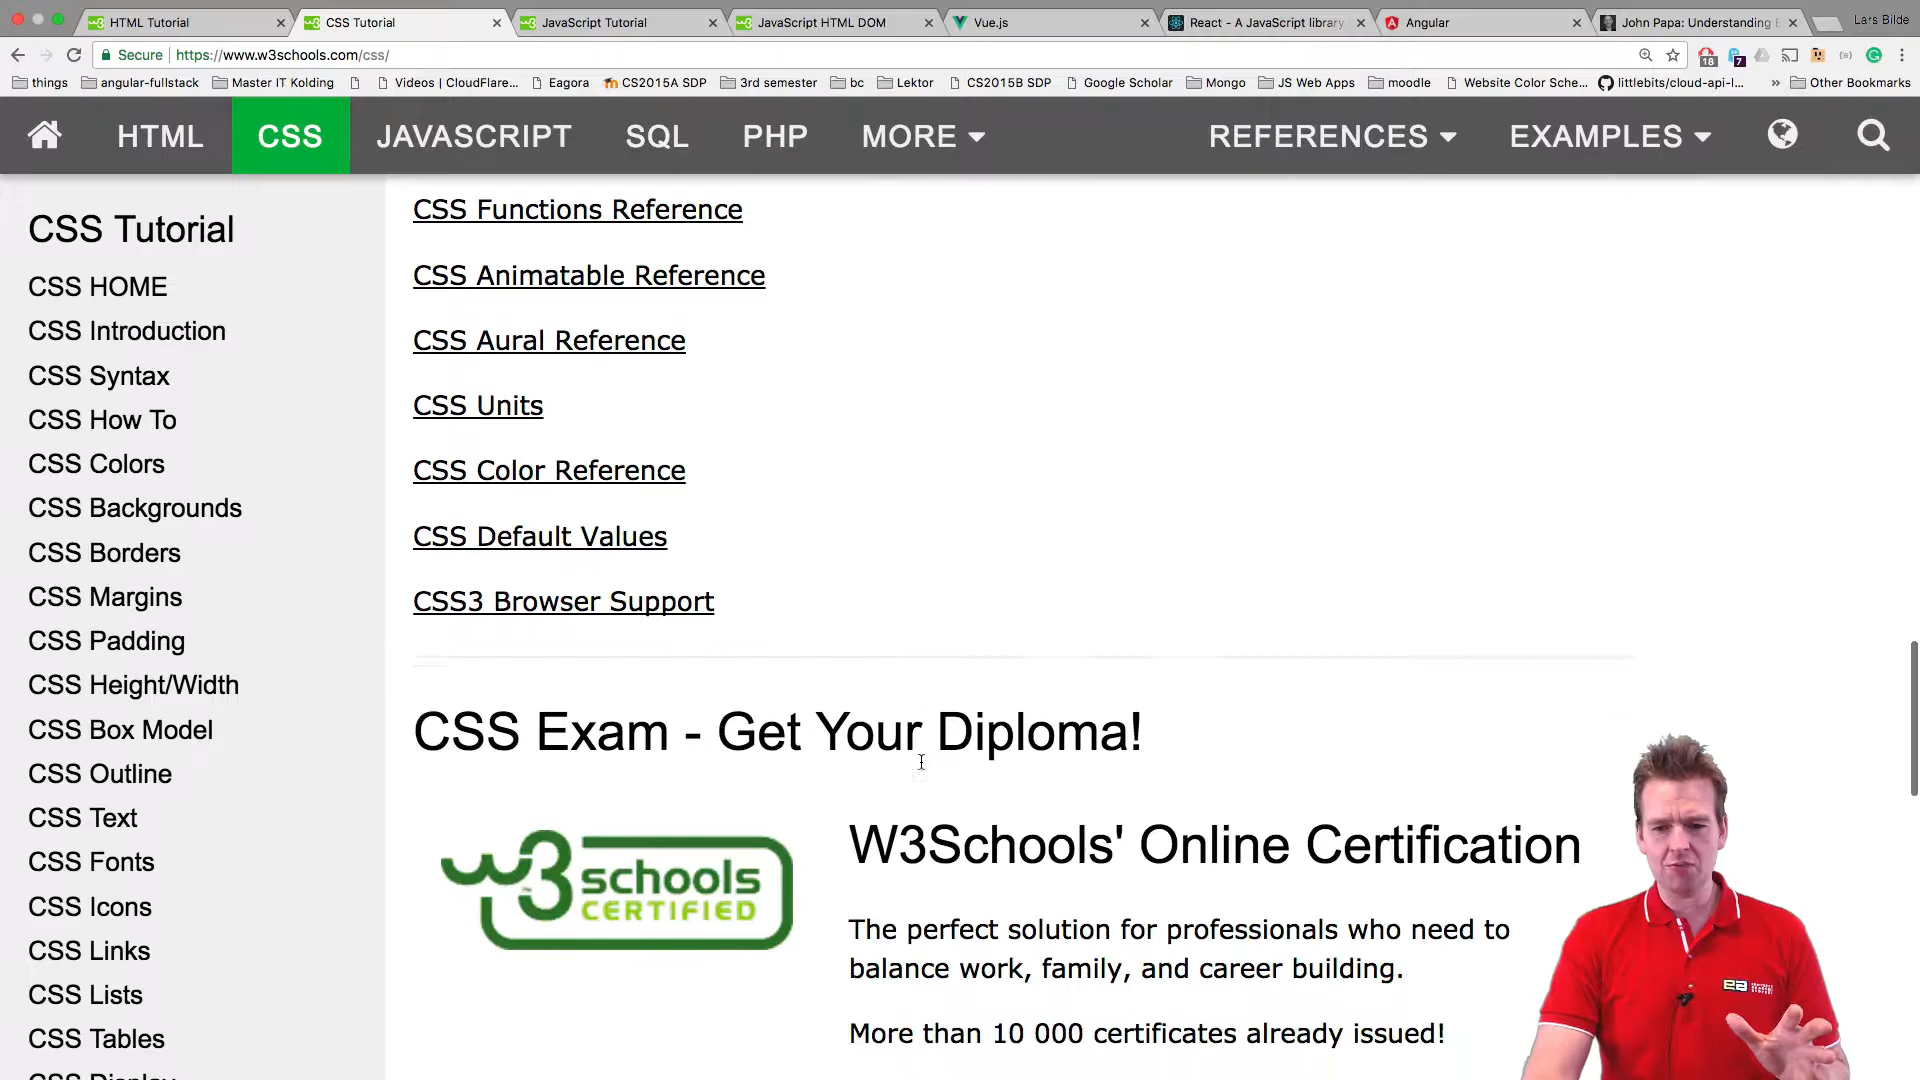 HTML Tutorial
CSS Tutorial
JavaScript Tutorial
JavaScript HTML DOM
Vue.js
React - A JavaScript library
Angular
John Papa: Understanding
Lars Bilde
Secure https://www.w3schools.com/css/
18
7
things
angular-fullstack
Master IT Kolding
Videos | CloudFlare...
Eagora
CS2015A SDP
3rd semester
bc
Lektor
CS2015B SDP
Google Scholar
Mongo
JS Web Apps
moodle
Website Color Sche...
littlebits/cloud-api-l...
»
Other Bookmarks
HTML
CSS
JAVASCRIPT
SQL
PHP
MORE
REFERENCES
EXAMPLES
CSS Tutorial
CSS HOME
CSS Introduction
CSS Syntax
CSS How To
CSS Colors
CSS Backgrounds
CSS Borders
CSS Margins
CSS Padding
CSS Height/Width
CSS Box Model
CSS Outline
CSS Text
CSS Fonts
CSS Icons
CSS Links
CSS Lists
CSS Tables
CSS Display
CSS Functions Reference
CSS Animatable Reference
CSS Aural Reference
CSS Units
CSS Color Reference
CSS Default Values
CSS3 Browser Support
CSS Exam - Get Your Diploma!
w3schools
CERTIFIED
W3Schools' Online Certification
The perfect solution for professionals who need to
balance work, family, and career building.
More than 10 000 certificates already issued!
ea